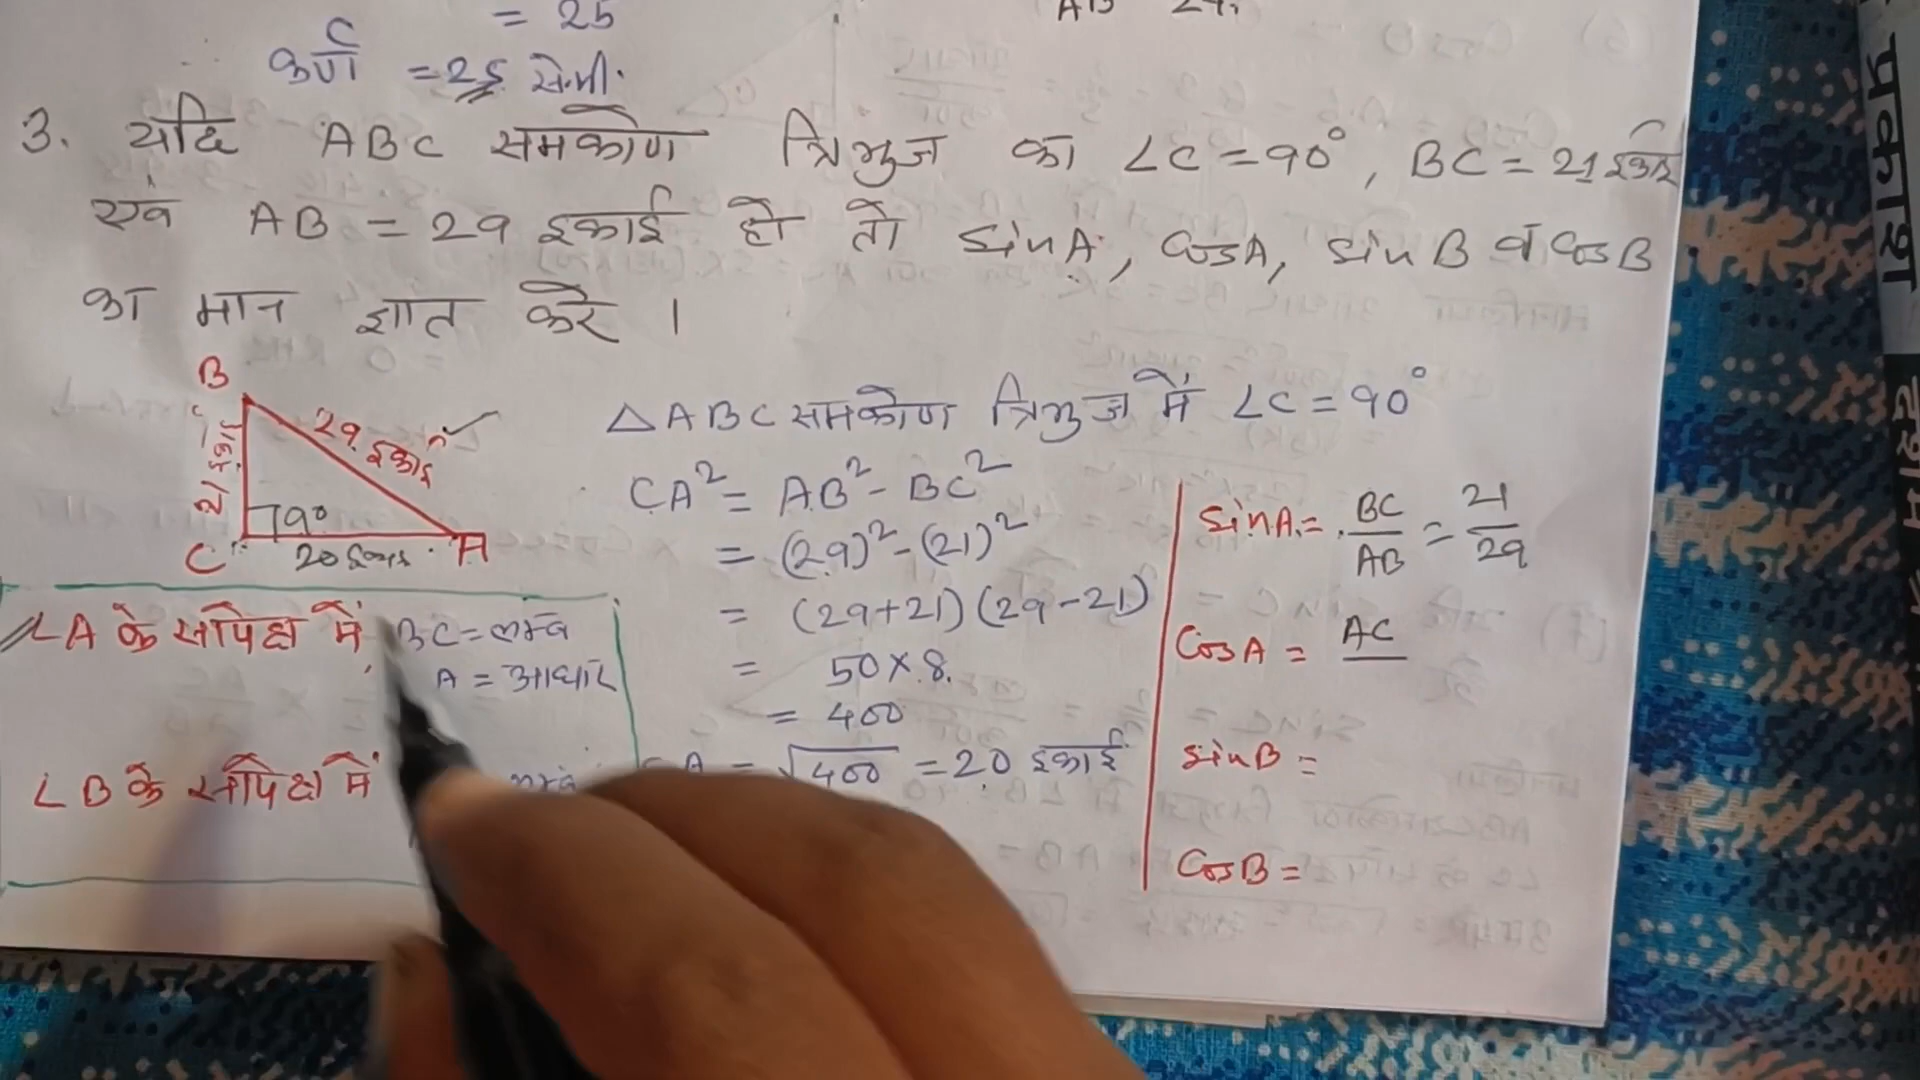 = 25
कर्ण = 25 से.मी.
3. यदि ABC समकोण त्रिभुज का ∠C = 90°, BC = 21 इकाई
एवं AB = 29 इकाई हो तो sinA, cosA, sinB व cosB
का मान ज्ञात करे ।
B
29 इकाई
21 इकाई
90
C 20 इकाई A
△ABC समकोण त्रिभुज में ∠C = 90°
CA² = AB² - BC²
= (29)² - (21)²
= (29+21) (29-21)
= 50 × 8
= 400
= √400 = 20 इकाई
∠A के सापेक्ष में BC = लम्ब
A = आधार
∠B के सापेक्ष में लम्ब
sinA = BC/AB = 21/29
cosA = AC
sinB =
cosB =
प्रकाश
दशम